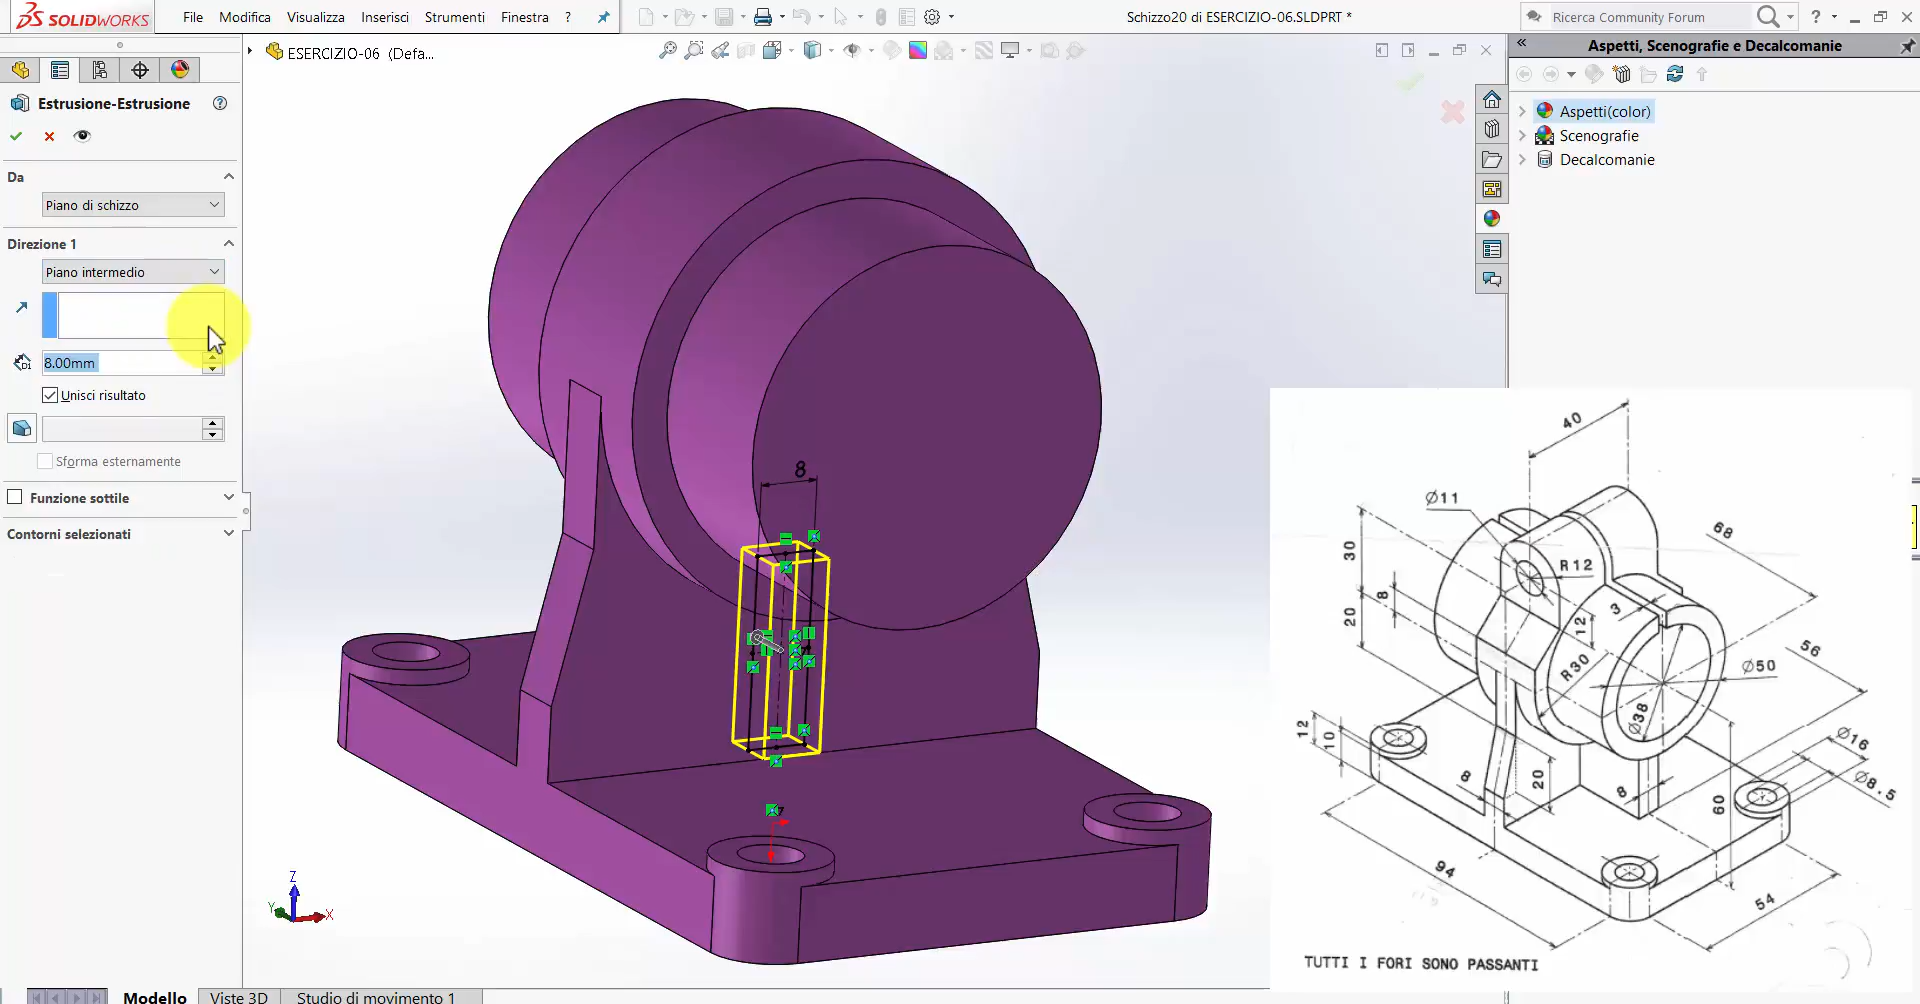 SOLIDWORKS
File Modifica Visualizza Inserisci Strumenti Finestra ?
Schizzo20 di ESERCIZIO-06.SLDPRT *
Ricerca Community Forum
?
ESERCIZIO-06 (Defa...
Aspetti, Scenografie e Decalcomanie
Estrusione-Estrusione
Aspetti(color)
Scenografie
Decalcomanie
Da
Piano di schizzo
Direzione 1
Piano intermedio
8.00mm
Unisci risultato
Sforma esternamente
Funzione sottile
Contorni selezionati
8
Z
Y
X
40
Ø11
68
30
R12
8
3
20
12
56
R30
Ø50
Ø38
12
10
Ø16
8
20
8
60
Ø8.5
94
54
TUTTI I FORI SONO PASSANTI
Modello Viste 3D Studio di movimento 1